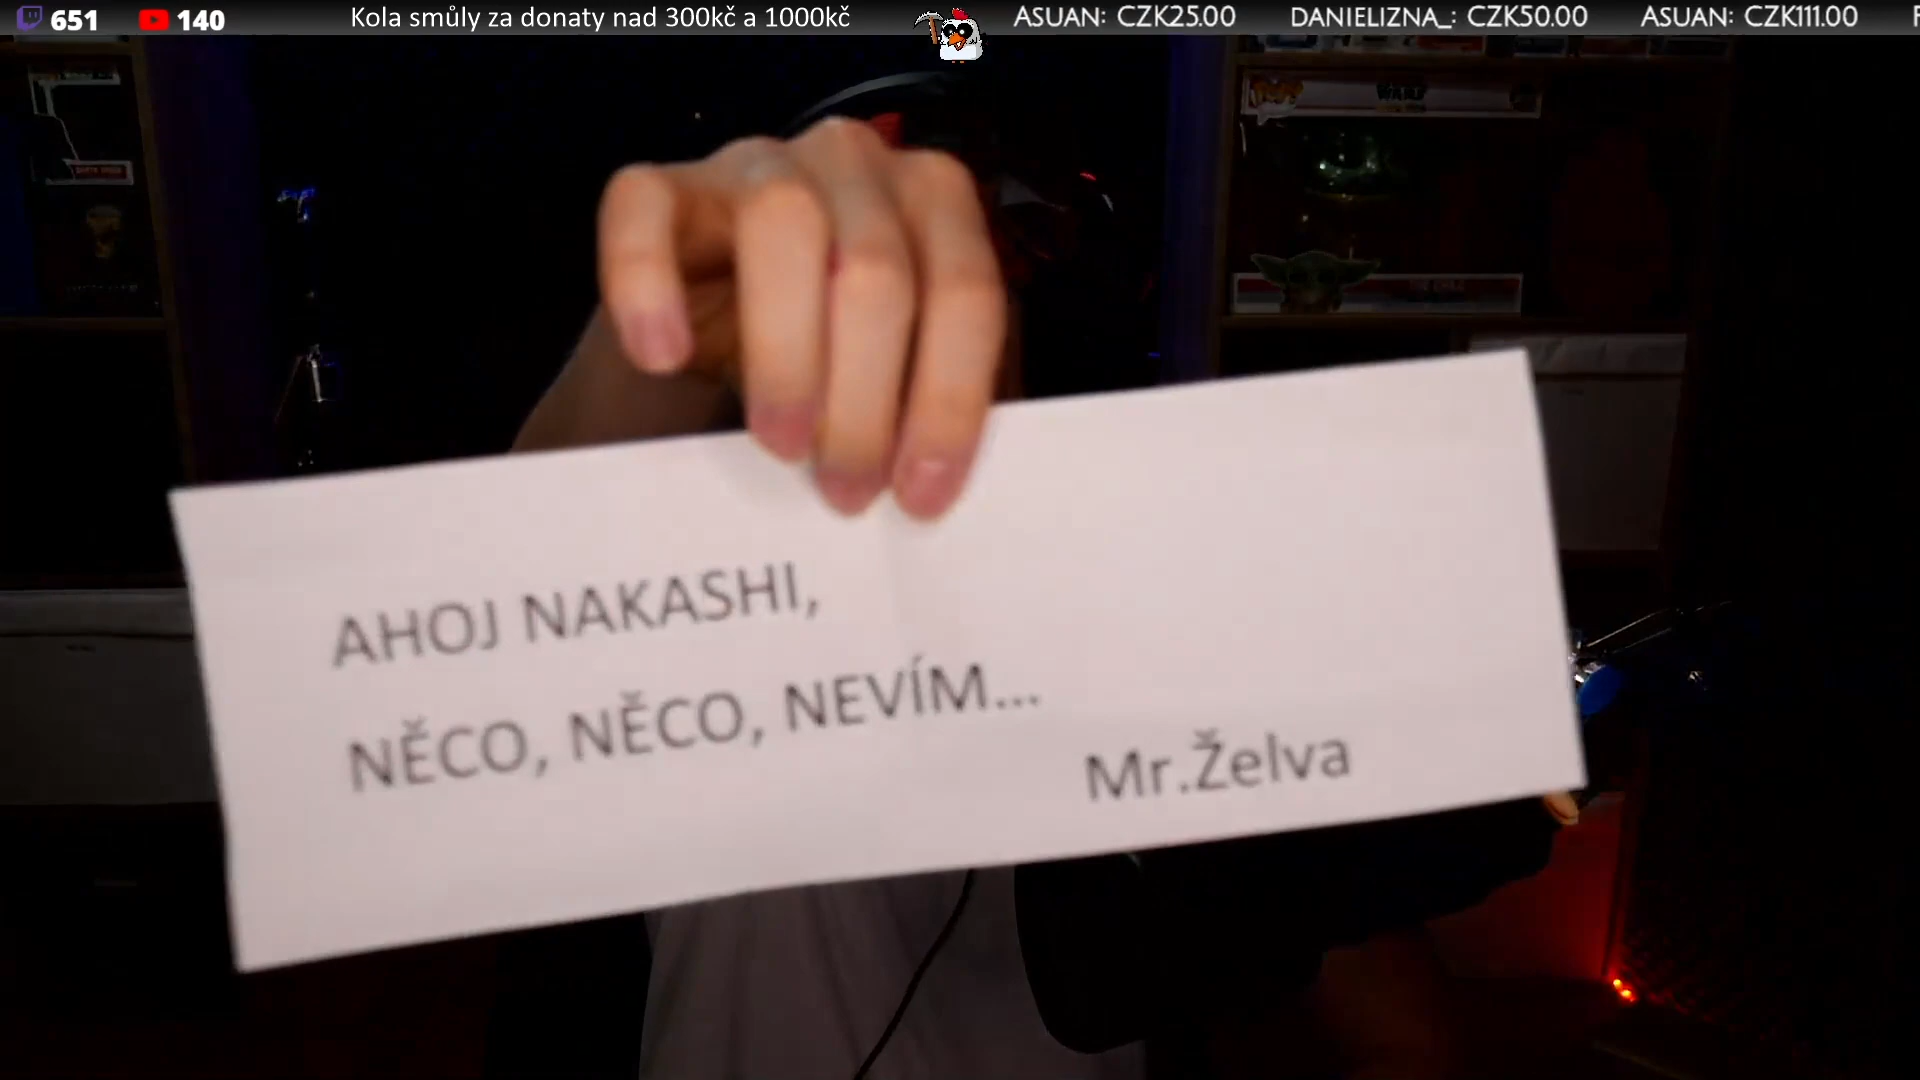 651 140 Kola smůly za donaty nad 300kč a 1000kč ASUAN: CZK25.00 DANIELIZNA_: CZK50.00 ASUAN: CZK111.00
AHOJ NAKASHI,
NĚCO, NĚCO, NEVÍM...
Mr.Želva